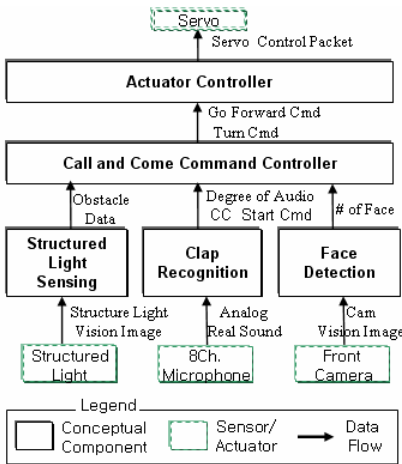 Servo
Servo Control Packet
Actuator Controller
Go Forward Cmd
Turn Cmd
Call and Come Command Controller
Obstacle
Data
Degree of Audio
CC Start Cmd
# of Face
Structured
Light
Sensing
Clap
Recognition
Face
Detection
Structure Light
Vision Image
Analog
Real Sound
Cam
Vision Image
Structured
Light
8Ch.
Microphone
Front
Camera
Legend
Conceptual
Component
Sensor/
Actuator
Data
Flow